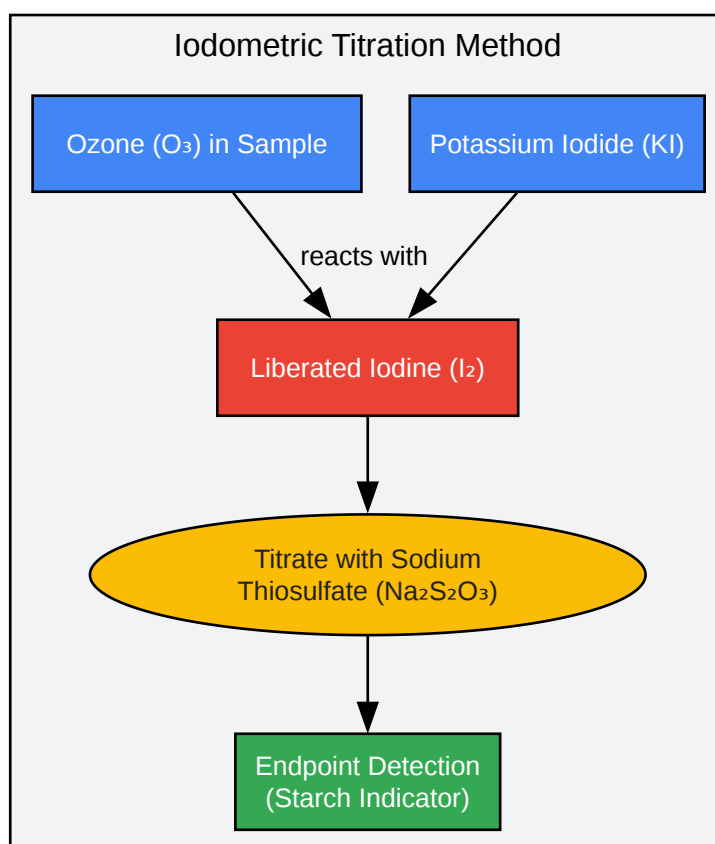 Iodometric Titration Method
Ozone (O₃) in Sample
Potassium Iodide (KI)
reacts with
Liberated Iodine (I₂)
Titrate with Sodium
Thiosulfate (Na₂S₂O₃)
Endpoint Detection
(Starch Indicator)